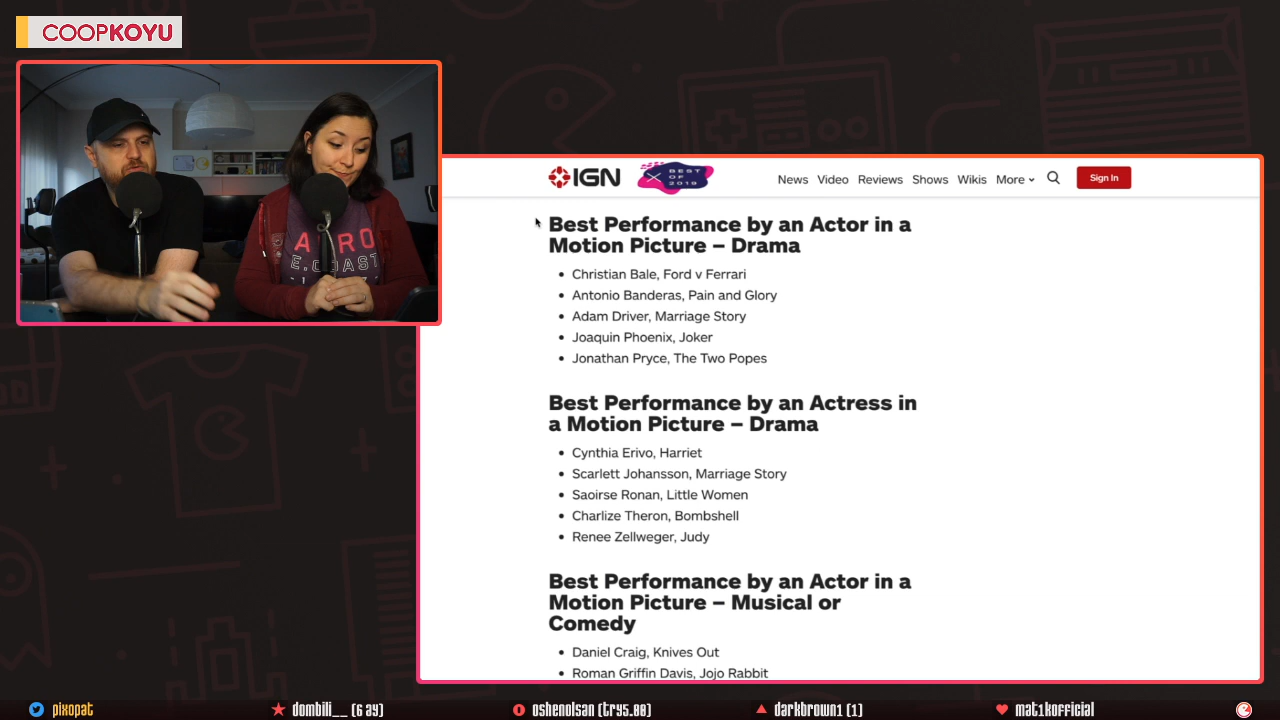 COOPKOYU
A RO
E.COAST
IGN
BEST
OF
2019
News Video Reviews Shows Wikis More
Sign In
Best Performance by an Actor in a
Motion Picture – Drama
• Christian Bale, Ford v Ferrari
• Antonio Banderas, Pain and Glory
• Adam Driver, Marriage Story
• Joaquin Phoenix, Joker
• Jonathan Pryce, The Two Popes
Best Performance by an Actress in
a Motion Picture – Drama
• Cynthia Erivo, Harriet
• Scarlett Johansson, Marriage Story
• Saoirse Ronan, Little Women
• Charlize Theron, Bombshell
• Renee Zellweger, Judy
Best Performance by an Actor in a
Motion Picture – Musical or
Comedy
• Daniel Craig, Knives Out
• Roman Griffin Davis, Jojo Rabbit
pixopat
dombili__ (6 ay)
oshenolsan (try5.00)
darkbrown1 (1)
mat1kofficial